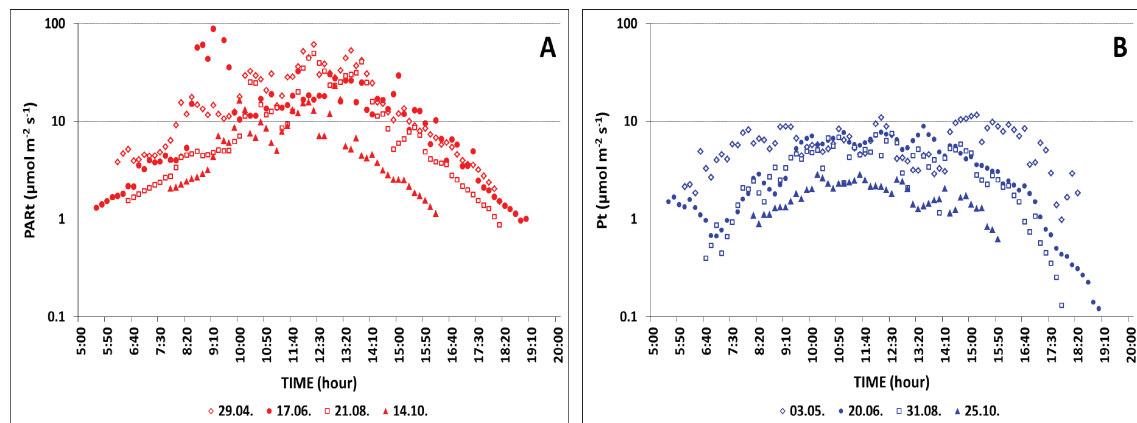 A
PARt (µmol m⁻² s⁻¹)
100
10
1
0.1
5:00 5:50 6:40 7:30 8:20 9:10 10:00 10:50 11:40 12:30 13:20 14:10 15:00 15:50 16:40 17:30 18:20 19:10 20:00
TIME (hour)
29.04. 17.06. 21.08. 14.10.
B
Pt (µmol m⁻² s⁻¹)
100
10
1
0.1
5:00 5:50 6:40 7:30 8:20 9:10 10:00 10:50 11:40 12:30 13:20 14:10 15:00 15:50 16:40 17:30 18:20 19:10 20:00
TIME (hour)
03.05. 20.06. 31.08. 25.10.